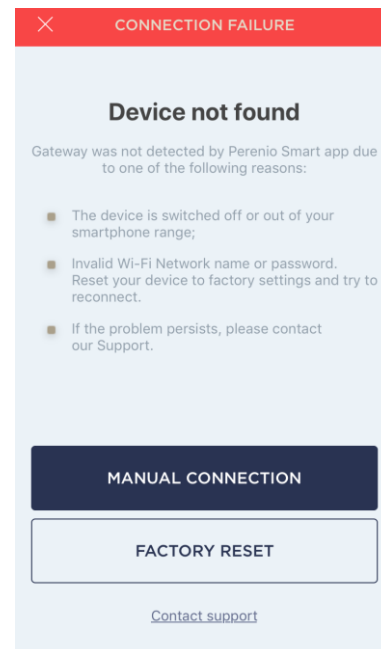 CONNECTION FAILURE
Device not found
Gateway was not detected by Perenio Smart app due
to one of the following reasons:
The device is switched off or out of your
smartphone range;
Invalid Wi-Fi Network name or password.
Reset your device to factory settings and try to
reconnect.
If the problem persists, please contact
our Support.
MANUAL CONNECTION
FACTORY RESET
Contact support